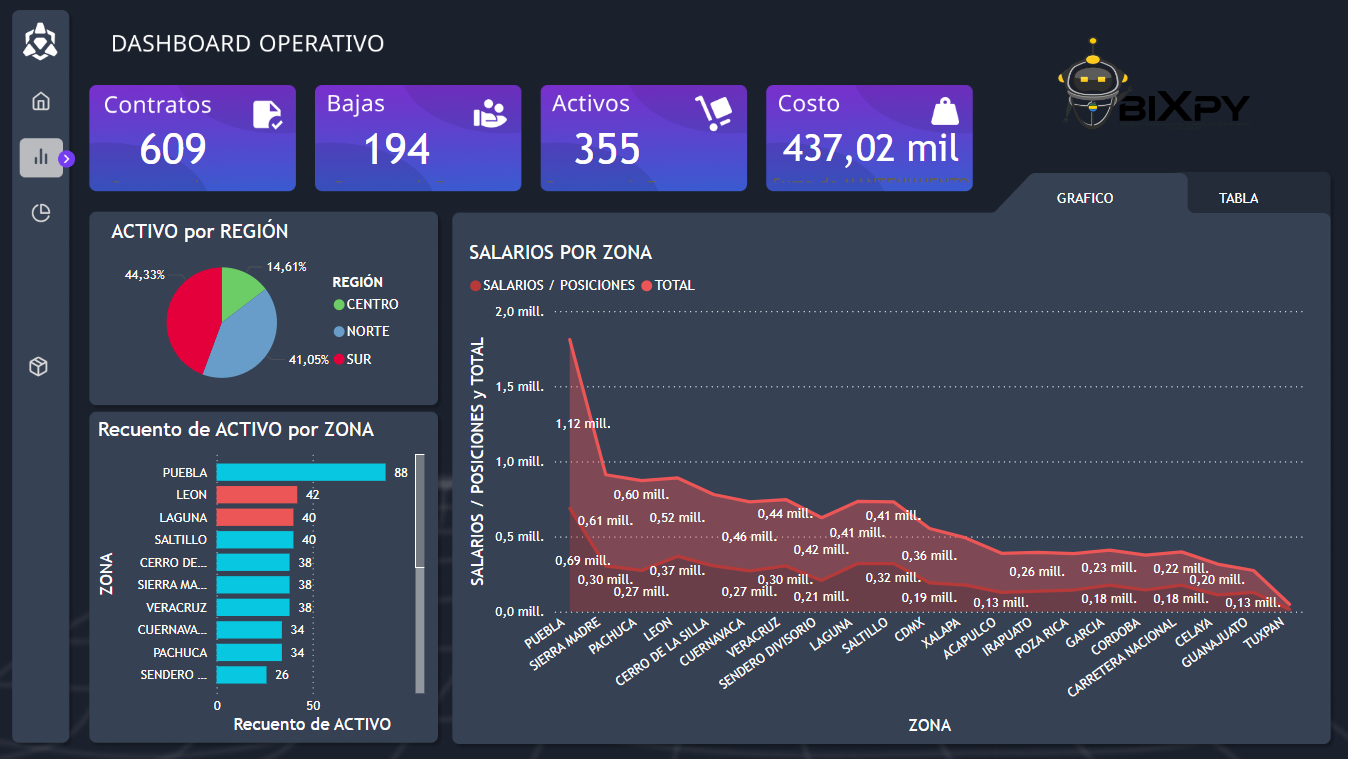 DASHBOARD OPERATIVO
BIXPY
Contratos
609
Bajas
194
Activos
355
Costo
437,02 mil
GRAFICO
TABLA
ACTIVO por REGIÓN
44,33%
14,61%
41,05%
REGIÓN
CENTRO
NORTE
SUR
Recuento de ACTIVO por ZONA
ZONA
PUEBLA 88
LEON 42
LAGUNA 40
SALTILLO 40
CERRO DE... 38
SIERRA MA... 38
VERACRUZ 38
CUERNAVA... 34
PACHUCA 34
SENDERO ... 26
0 50
Recuento de ACTIVO
SALARIOS POR ZONA
SALARIOS / POSICIONES TOTAL
SALARIOS / POSICIONES y TOTAL
2,0 mill.
1,5 mill.
1,0 mill.
0,5 mill.
0,0 mill.
1,12 mill.
0,61 mill.
0,60 mill.
0,52 mill.
0,46 mill.
0,44 mill.
0,42 mill.
0,41 mill.
0,41 mill.
0,36 mill.
0,26 mill.
0,23 mill.
0,22 mill.
0,20 mill.
0,69 mill.
0,30 mill.
0,27 mill.
0,37 mill.
0,27 mill.
0,30 mill.
0,21 mill.
0,32 mill.
0,19 mill.
0,13 mill.
0,18 mill.
0,18 mill.
0,13 mill.
PUEBLA
SIERRA MADRE
PACHUCA
LEON
CERRO DE LA SILLA
CUERNAVACA
VERACRUZ
SENDERO DIVISORIO
LAGUNA
SALTILLO
CDMX
XALAPA
ACAPULCO
IRAPUATO
POZA RICA
GARCIA
CORDOBA
CARRETERA NACIONAL
CELAYA
GUANAJUATO
TUXPAN
ZONA